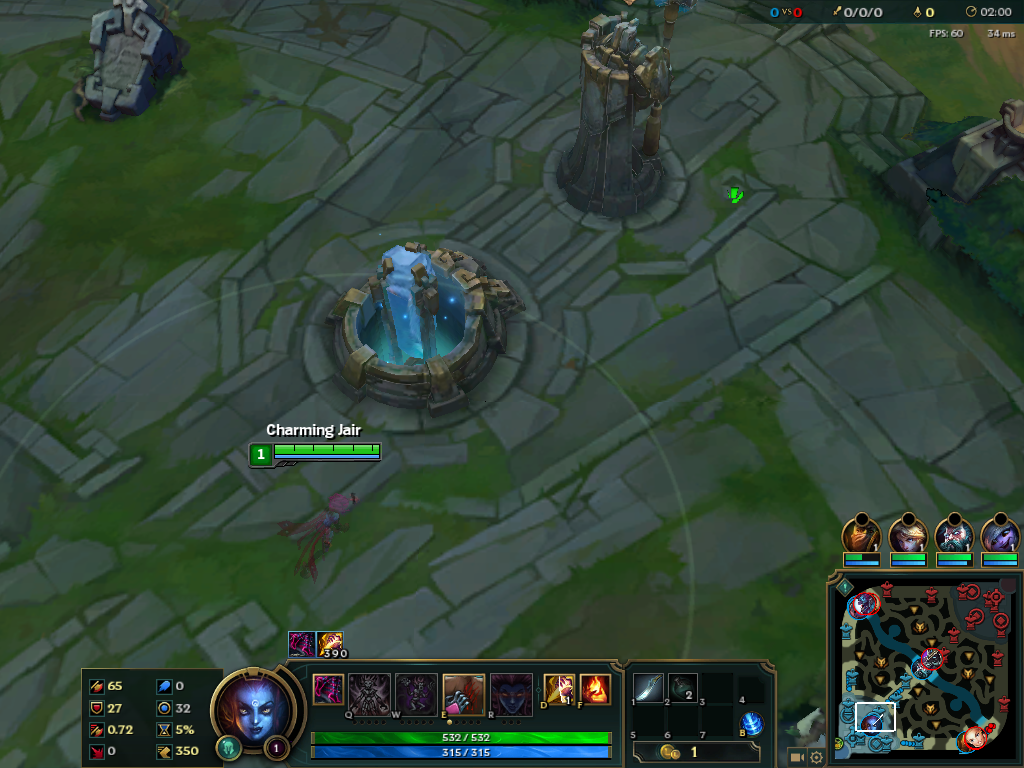 0 vs 0 0/0/0 0 02:00
FPS: 60 34 ms
Charming Jair
1
390
65 0
27 32
0.72 5%
0 350
1
Q W E R D 1 F
532 / 532
315 / 315
1 2 2 3 4
5 6 7 B
1